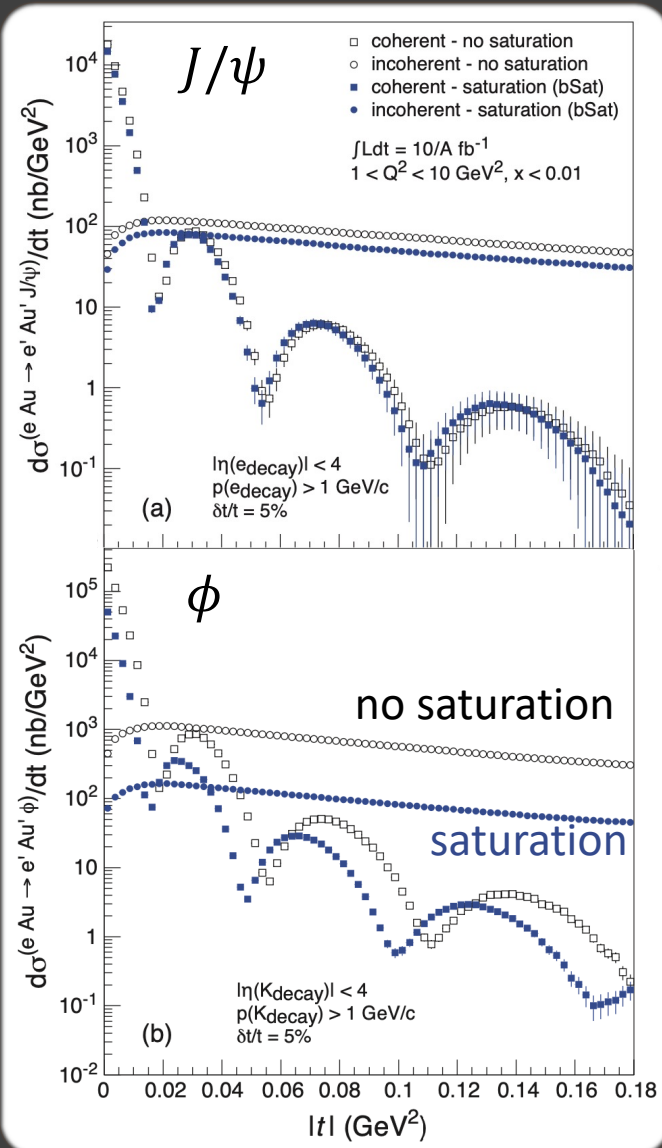 J/ψ
coherent - no saturation
incoherent - no saturation
coherent - saturation (bSat)
incoherent - saturation (bSat)
∫Ldt = 10/A fb⁻¹
1 < Q² < 10 GeV², x < 0.01
10⁴
10³
10²
10
1
10⁻¹
dσ(e Au → e' Au' J/ψ)/dt (nb/GeV²)
|η(e_decay)| < 4
p(e_decay) > 1 GeV/c
δt/t = 5%
(a)
ϕ
10⁵
10⁴
10³
10²
10
1
10⁻¹
10⁻²
dσ(e Au → e' Au' ϕ)/dt (nb/GeV²)
no saturation
saturation
|η(K_decay)| < 4
p(K_decay) > 1 GeV/c
δt/t = 5%
(b)
0 0.02 0.04 0.06 0.08 0.1 0.12 0.14 0.16 0.18
|t| (GeV²)